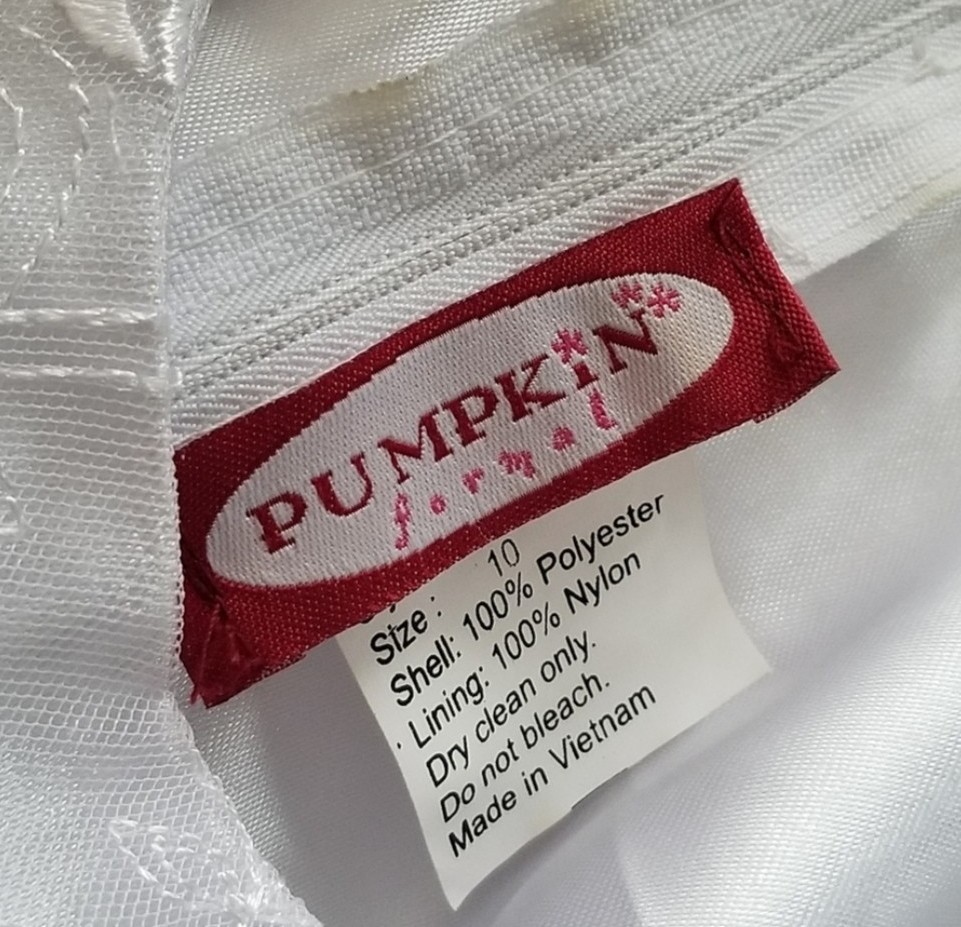 PUMPKiN
formal
Size: 10
Shell: 100% Polyester
Lining: 100% Nylon
Dry clean only.
Do not bleach.
Made in Vietnam